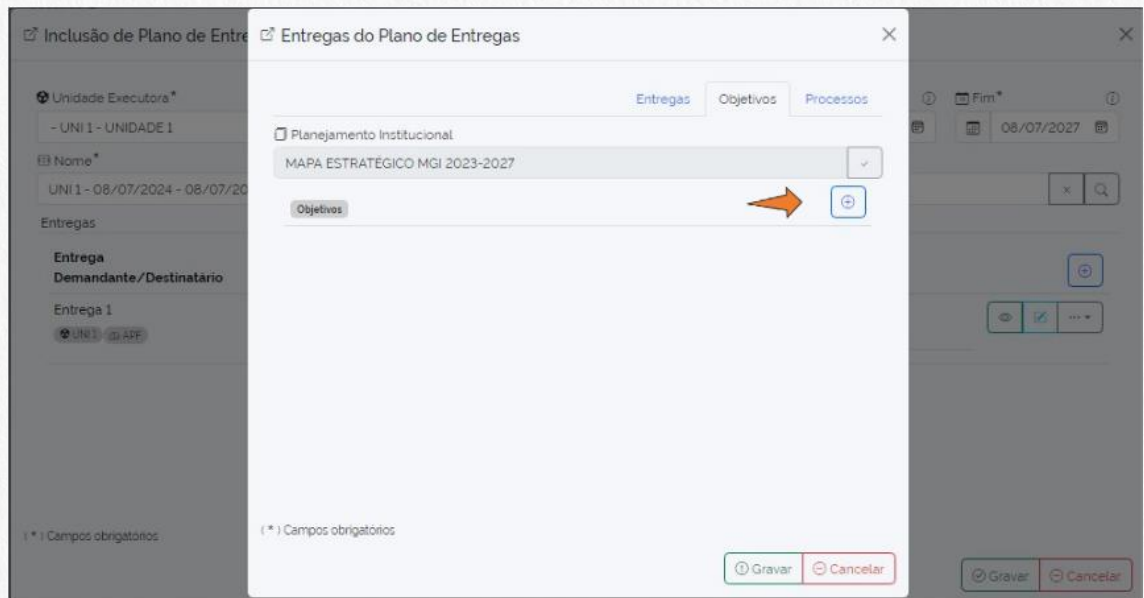 Inclusão de Plano de Entre
Entregas do Plano de Entregas
Unidade Executora*
- UNI 1 - UNIDADE 1
Nome*
UNI 1 - 08/07/2024 - 08/07/20
Entregas
Entrega
Demandante/Destinatário
Entrega 1
UNI 1 APF
(*) Campos obrigatórios
Entregas Objetivos Processos
Planejamento Institucional
MAPA ESTRATÉGICO MGI 2023-2027
Objetivos
(*) Campos obrigatórios
Gravar Cancelar
Fim*
08/07/2027
Gravar Cancelar